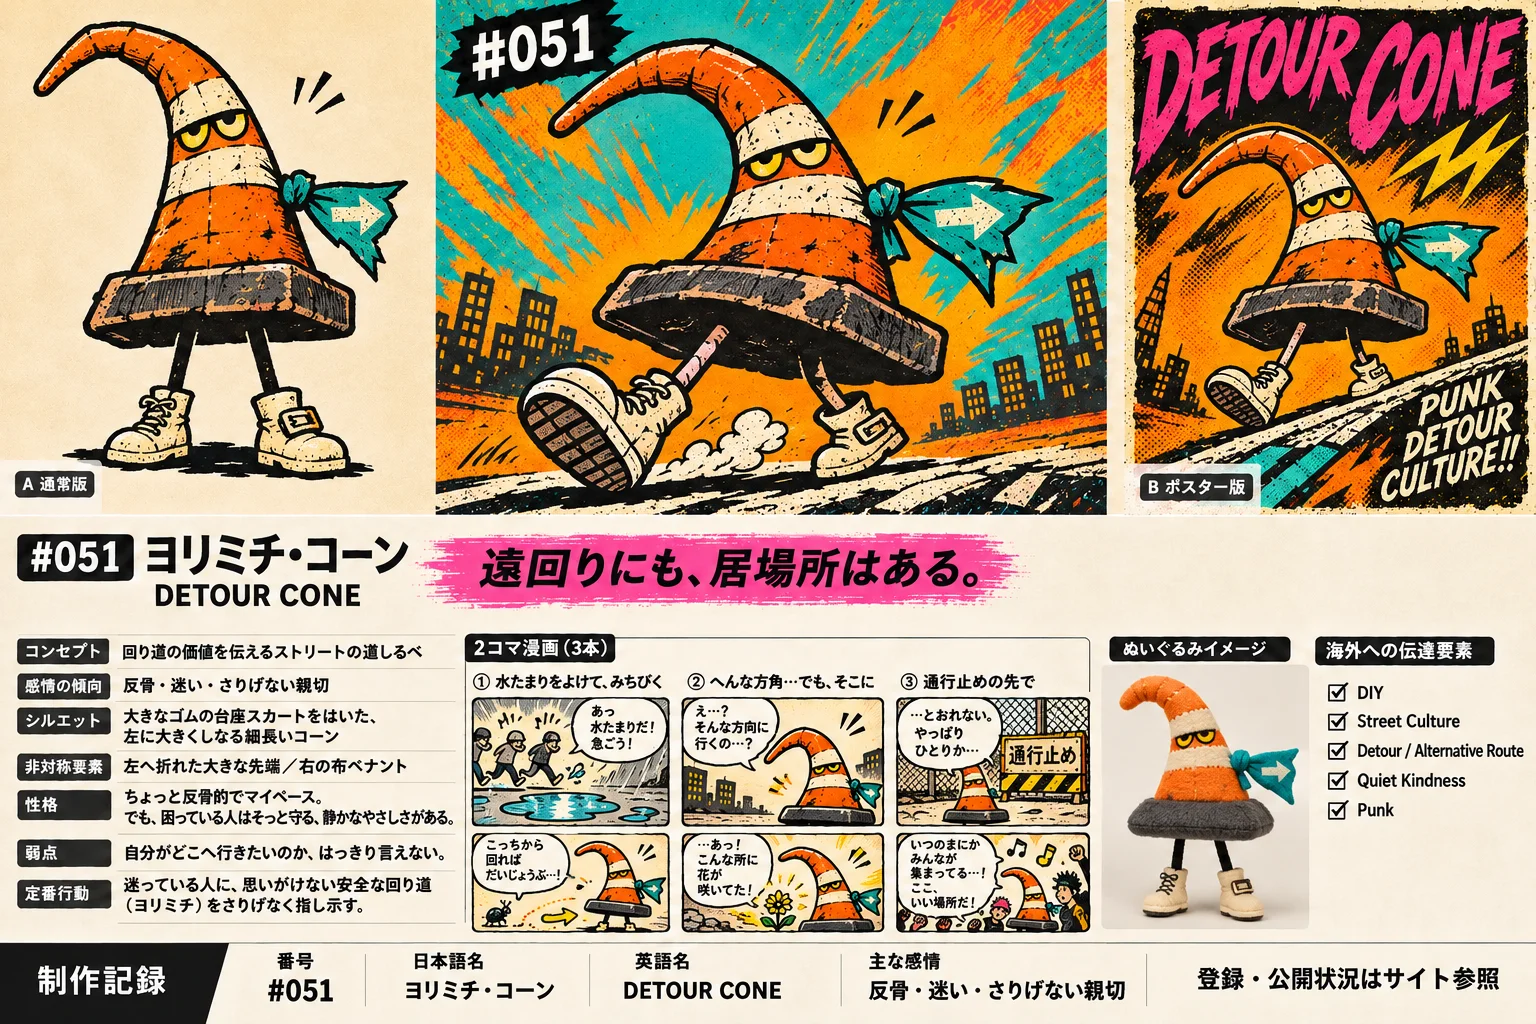 #051
DETOUR CONE
PUNK
DETOUR
CULTURE!!
A 通常版
B ポスター版
#051 ヨリミチ・コーン
DETOUR CONE
遠回りにも、居場所はある。
コンセプト 回り道の価値を伝えるストリートの道しるべ
感情の傾向 反骨・迷い・さりげない親切
シルエット 大きなゴムの台座スカートをはいた、
左に大きくしなる細長いコーン
非対称要素 左へ折れた大きな先端／右の布ペナント
性格 ちょっと反骨的でマイペース。
でも、困っている人はそっと守る、静かなやさしさがある。
弱点 自分がどこへ行きたいのか、はっきり言えない。
定番行動 迷っている人に、思いがけない安全な回り道
（ヨリミチ）をさりげなく指し示す。
2コマ漫画（3本）
① 水たまりをよけて、みちびく
あっ
水たまりだ！
急ごう！
こっちから
回れば
だいじょうぶ…！
② へんな方角…でも、そこに
え…？
そんな方向に
行くの…？
…あっ！
こんな所に
花が
咲いてた！
③ 通行止めの先で
…とおれない。
やっぱり
ひとりか…
通行止め
いつのまにか
みんなが
集まってる…！
ここ、
いい場所だ！
ぬいぐるみイメージ
海外への伝達要素
DIY
Street Culture
Detour / Alternative Route
Quiet Kindness
Punk
制作記録
番号
#051
日本語名
ヨリミチ・コーン
英語名
DETOUR CONE
主な感情
反骨・迷い・さりげない親切
登録・公開状況はサイト参照